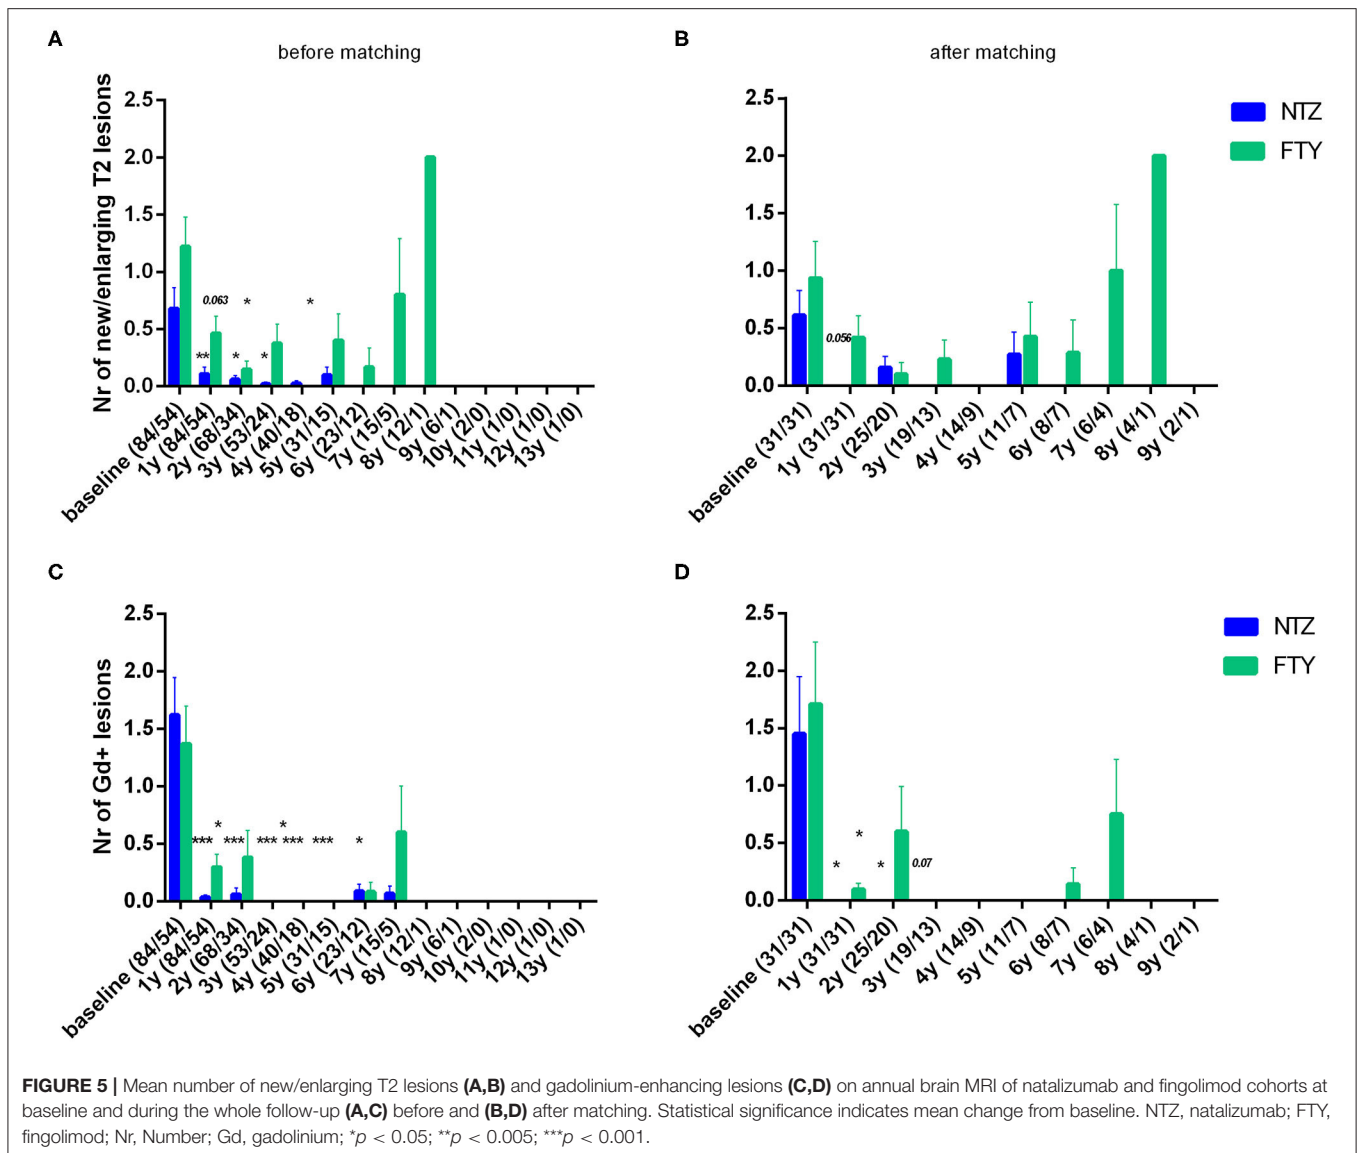 A
before matching
Nr of new/enlarging T2 lesions
2.5
2.0
1.5
1.0
0.5
0.0
0.063
*
*
**
*
*
baseline (84/54)
1y (84/54)
2y (68/34)
3y (53/24)
4y (40/18)
5y (31/15)
6y (23/12)
7y (15/5)
8y (12/1)
9y (6/1)
10y (2/0)
11y (1/0)
12y (1/0)
13y (1/0)
B
after matching
2.5
2.0
1.5
1.0
0.5
0.0
0.056
baseline (31/31)
1y (31/31)
2y (25/20)
3y (19/13)
4y (14/9)
5y (11/7)
6y (8/7)
7y (6/4)
8y (4/1)
9y (2/1)
NTZ
FTY
C
Nr of Gd+ lesions
2.5
2.0
1.5
1.0
0.5
0.0
*
*
***
***
***
***
***
*
baseline (84/54)
1y (84/54)
2y (68/34)
3y (53/24)
4y (40/18)
5y (31/15)
6y (23/12)
7y (15/5)
8y (12/1)
9y (6/1)
10y (2/0)
11y (1/0)
12y (1/0)
13y (1/0)
D
2.5
2.0
1.5
1.0
0.5
0.0
*
*
*
0.07
baseline (31/31)
1y (31/31)
2y (25/20)
3y (19/13)
4y (14/9)
5y (11/7)
6y (8/7)
7y (6/4)
8y (4/1)
9y (2/1)
NTZ
FTY
FIGURE 5 | Mean number of new/enlarging T2 lesions (A,B) and gadolinium-enhancing lesions (C,D) on annual brain MRI of natalizumab and fingolimod cohorts at
baseline and during the whole follow-up (A,C) before and (B,D) after matching. Statistical significance indicates mean change from baseline. NTZ, natalizumab; FTY,
fingolimod; Nr, Number; Gd, gadolinium; *p < 0.05; **p < 0.005; ***p < 0.001.